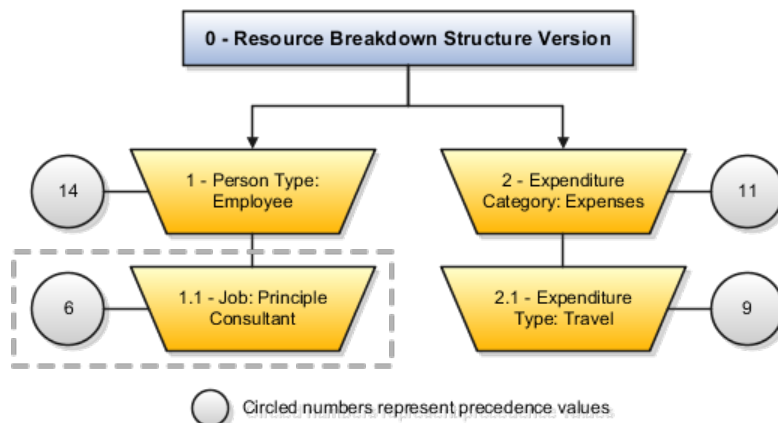 0 - Resource Breakdown Structure Version
14
1 - Person Type:
Employee
2 - Expenditure
Category: Expenses
11
6
1.1 - Job: Principle
Consultant
2.1 - Expenditure
Type: Travel
9
Circled numbers represent precedence values